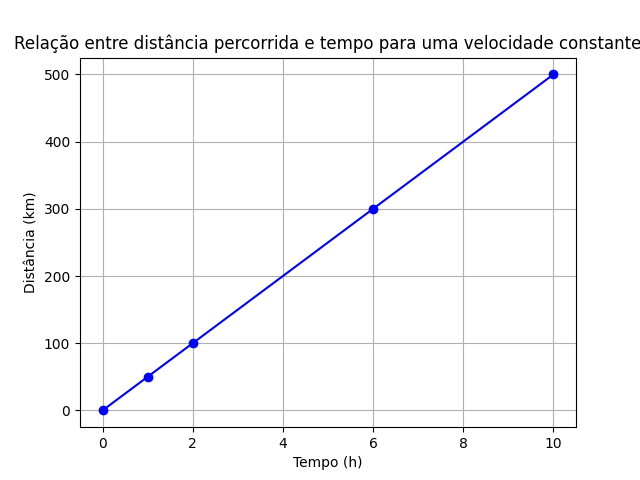 Relação entre distância percorrida e tempo para uma velocidade constante
500
400
300
200
100
0
Distância (km)
0 2 4 6 8 10
Tempo (h)